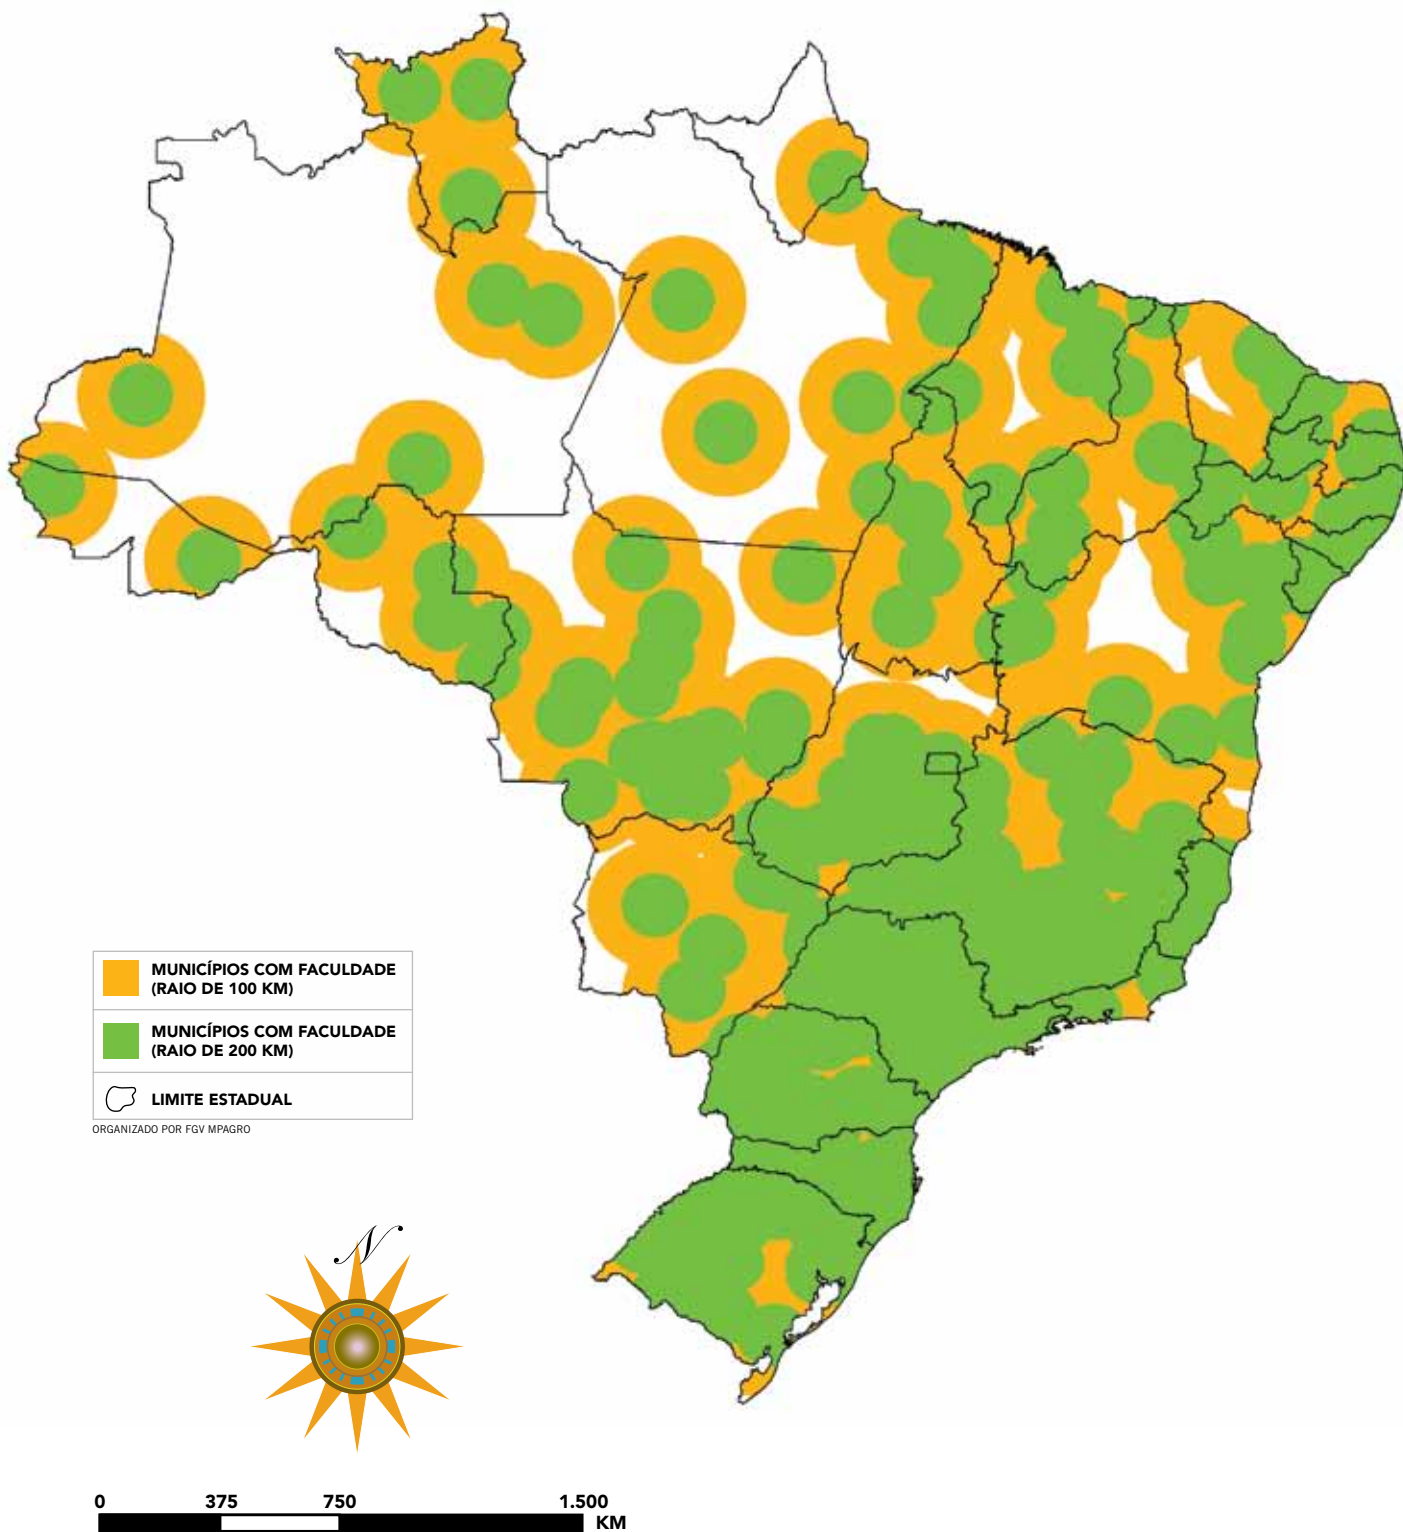 MUNICÍPIOS COM FACULDADE
(RAIO DE 100 KM)
MUNICÍPIOS COM FACULDADE
(RAIO DE 200 KM)
LIMITE ESTADUAL
ORGANIZADO POR FGV MPAGRO
N
0 375 750 1.500
KM